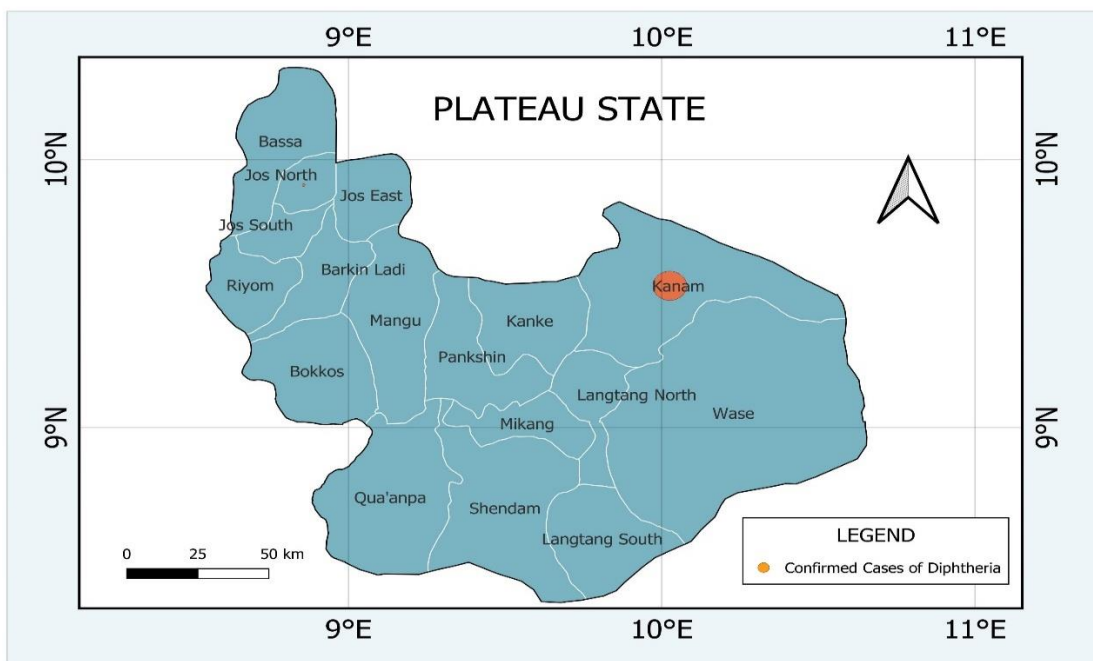 9°E 10°E 11°E
PLATEAU STATE
10°N 10°N
Bassa
Jos North
Jos East
Jos South
Barkin Ladi
Riyom
Kanam
Mangu
Kanke
Pankshin
Bokkos
Langtang North
Wase
9°N 9°N
Mikang
Qua'anpa
Shendam
Langtang South
LEGEND
Confirmed Cases of Diphtheria
0 25 50 km
9°E 10°E 11°E